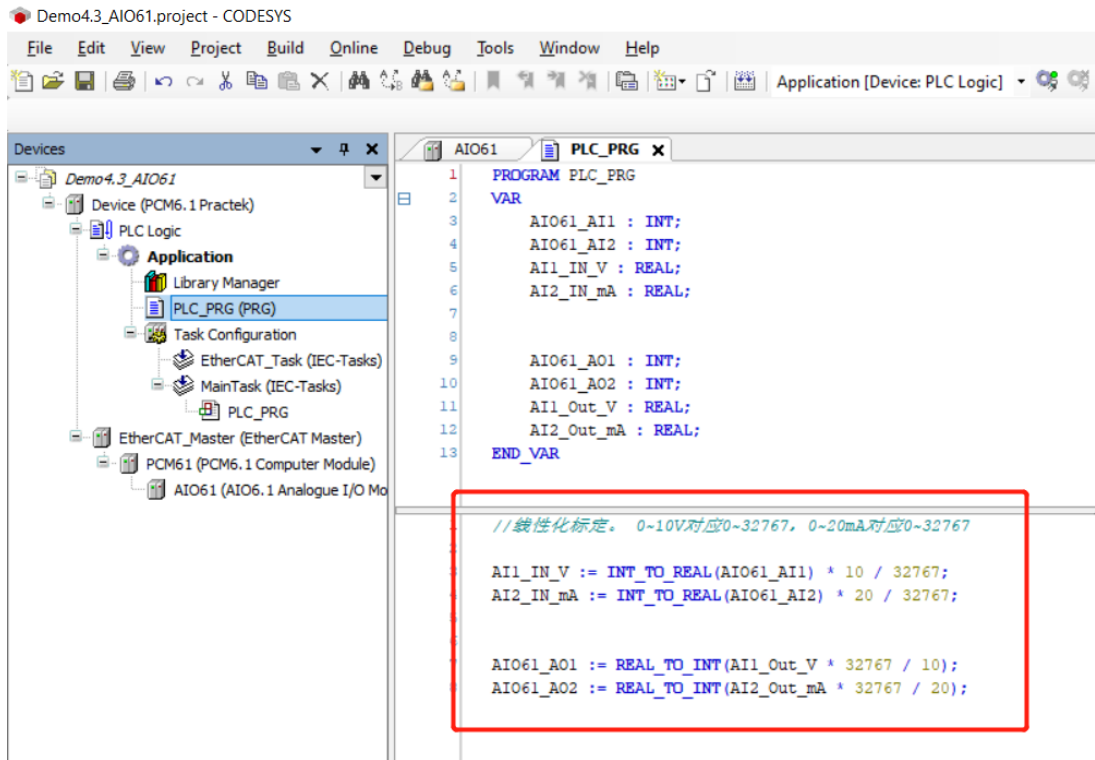 Demo4.3_AIO61.project - CODESYS
File Edit View Project Build Online Debug Tools Window Help
Application [Device: PLC Logic]
Devices
Demo4.3_AIO61
Device (PCM6.1 Practek)
PLC Logic
Application
Library Manager
PLC_PRG (PRG)
Task Configuration
EtherCAT_Task (IEC-Tasks)
MainTask (IEC-Tasks)
PLC_PRG
EtherCAT_Master (EtherCAT Master)
PCM61 (PCM6.1 Computer Module)
AIO61 (AIO6.1 Analogue I/O Mo
AIO61 PLC_PRG
1 PROGRAM PLC_PRG
2 VAR
3 AIO61_AI1 : INT;
4 AIO61_AI2 : INT;
5 AI1_IN_V : REAL;
6 AI2_IN_mA : REAL;
7
8
9 AIO61_AO1 : INT;
10 AIO61_AO2 : INT;
11 AI1_Out_V : REAL;
12 AI2_Out_mA : REAL;
13 END_VAR
//线性化标定。 0~10V对应0~32767, 0~20mA对应0~32767
AI1_IN_V := INT_TO_REAL(AIO61_AI1) * 10 / 32767;
AI2_IN_mA := INT_TO_REAL(AIO61_AI2) * 20 / 32767;
AIO61_AO1 := REAL_TO_INT(AI1_Out_V * 32767 / 10);
AIO61_AO2 := REAL_TO_INT(AI2_Out_mA * 32767 / 20);